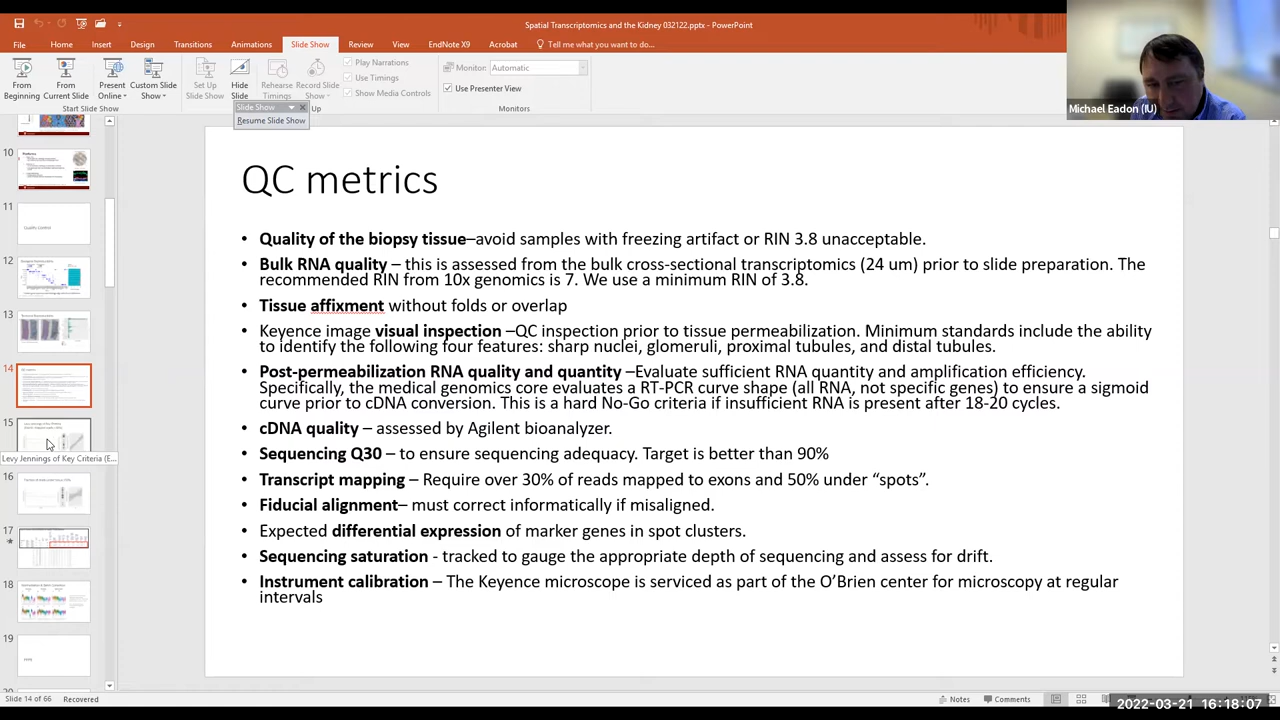 Spatial Transcriptomics and the Kidney 032122.pptx - PowerPoint
File Home Insert Design Transitions Animations Slide Show Review View EndNote X9 Acrobat Tell me what you want to do...
From Beginning
From Current Slide
Present Online
Custom Slide Show
Set Up Slide Show
Hide Slide
Rehearse Timings
Record Slide Show
Play Narrations
Use Timings
Show Media Controls
Monitor: Automatic
Use Presenter View
Start Slide Show
Up
Monitors
Slide Show
Resume Slide Show
Michael Eadon (IU)
10
11
Quality Control
12
13
14
15
Levy Jennings of Key Criteria (E...
16
17
18
19
QC metrics
• Quality of the biopsy tissue–avoid samples with freezing artifact or RIN 3.8 unacceptable.
• Bulk RNA quality – this is assessed from the bulk cross-sectional transcriptomics (24 um) prior to slide preparation. The
recommended RIN from 10x genomics is 7. We use a minimum RIN of 3.8.
• Tissue affixment without folds or overlap
• Keyence image visual inspection –QC inspection prior to tissue permeabilization. Minimum standards include the ability
to identify the following four features: sharp nuclei, glomeruli, proximal tubules, and distal tubules.
• Post-permeabilization RNA quality and quantity –Evaluate sufficient RNA quantity and amplification efficiency.
Specifically, the medical genomics core evaluates a RT-PCR curve shape (all RNA, not specific genes) to ensure a sigmoid
curve prior to cDNA conversion. This is a hard No-Go criteria if insufficient RNA is present after 18-20 cycles.
• cDNA quality – assessed by Agilent bioanalyzer.
• Sequencing Q30 – to ensure sequencing adequacy. Target is better than 90%
• Transcript mapping – Require over 30% of reads mapped to exons and 50% under “spots”.
• Fiducial alignment– must correct informatically if misaligned.
• Expected differential expression of marker genes in spot clusters.
• Sequencing saturation - tracked to gauge the appropriate depth of sequencing and assess for drift.
• Instrument calibration – The Keyence microscope is serviced as part of the O’Brien center for microscopy at regular
intervals
Slide 14 of 66 Recovered
Notes Comments
2022-03-21 16:18:07